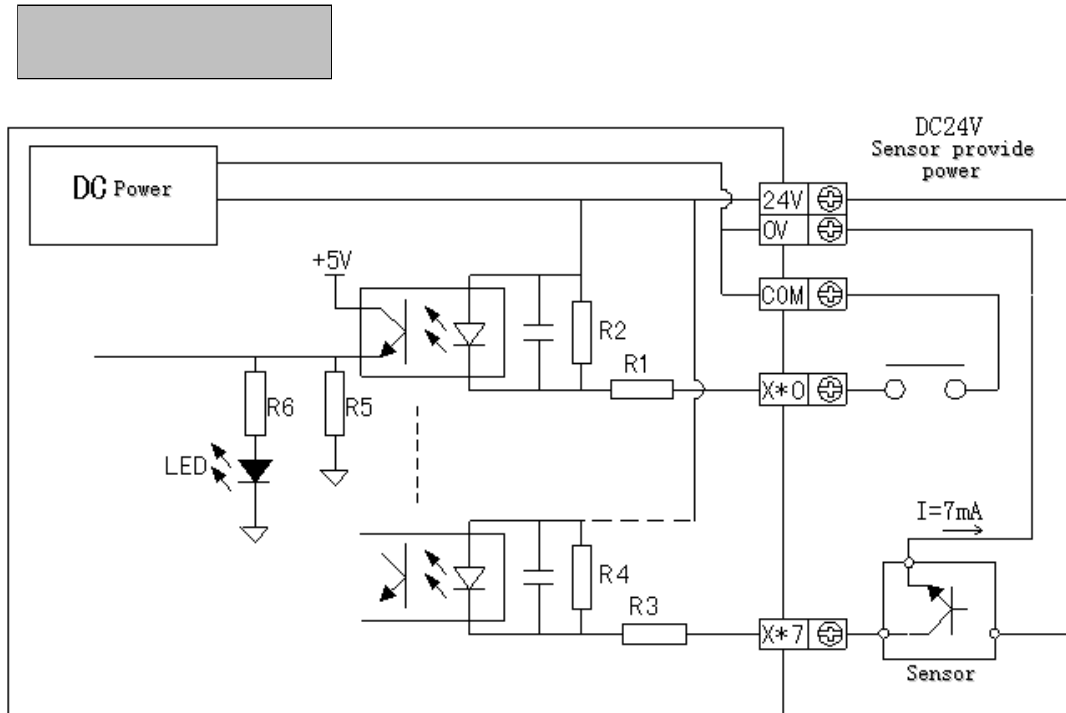 DC24V
Sensor provide
power
DC Power
24V
0V
+5V
COM
R2
R1
X*0
R6
R5
LED
I=7mA
R4
R3
X*7
Sensor